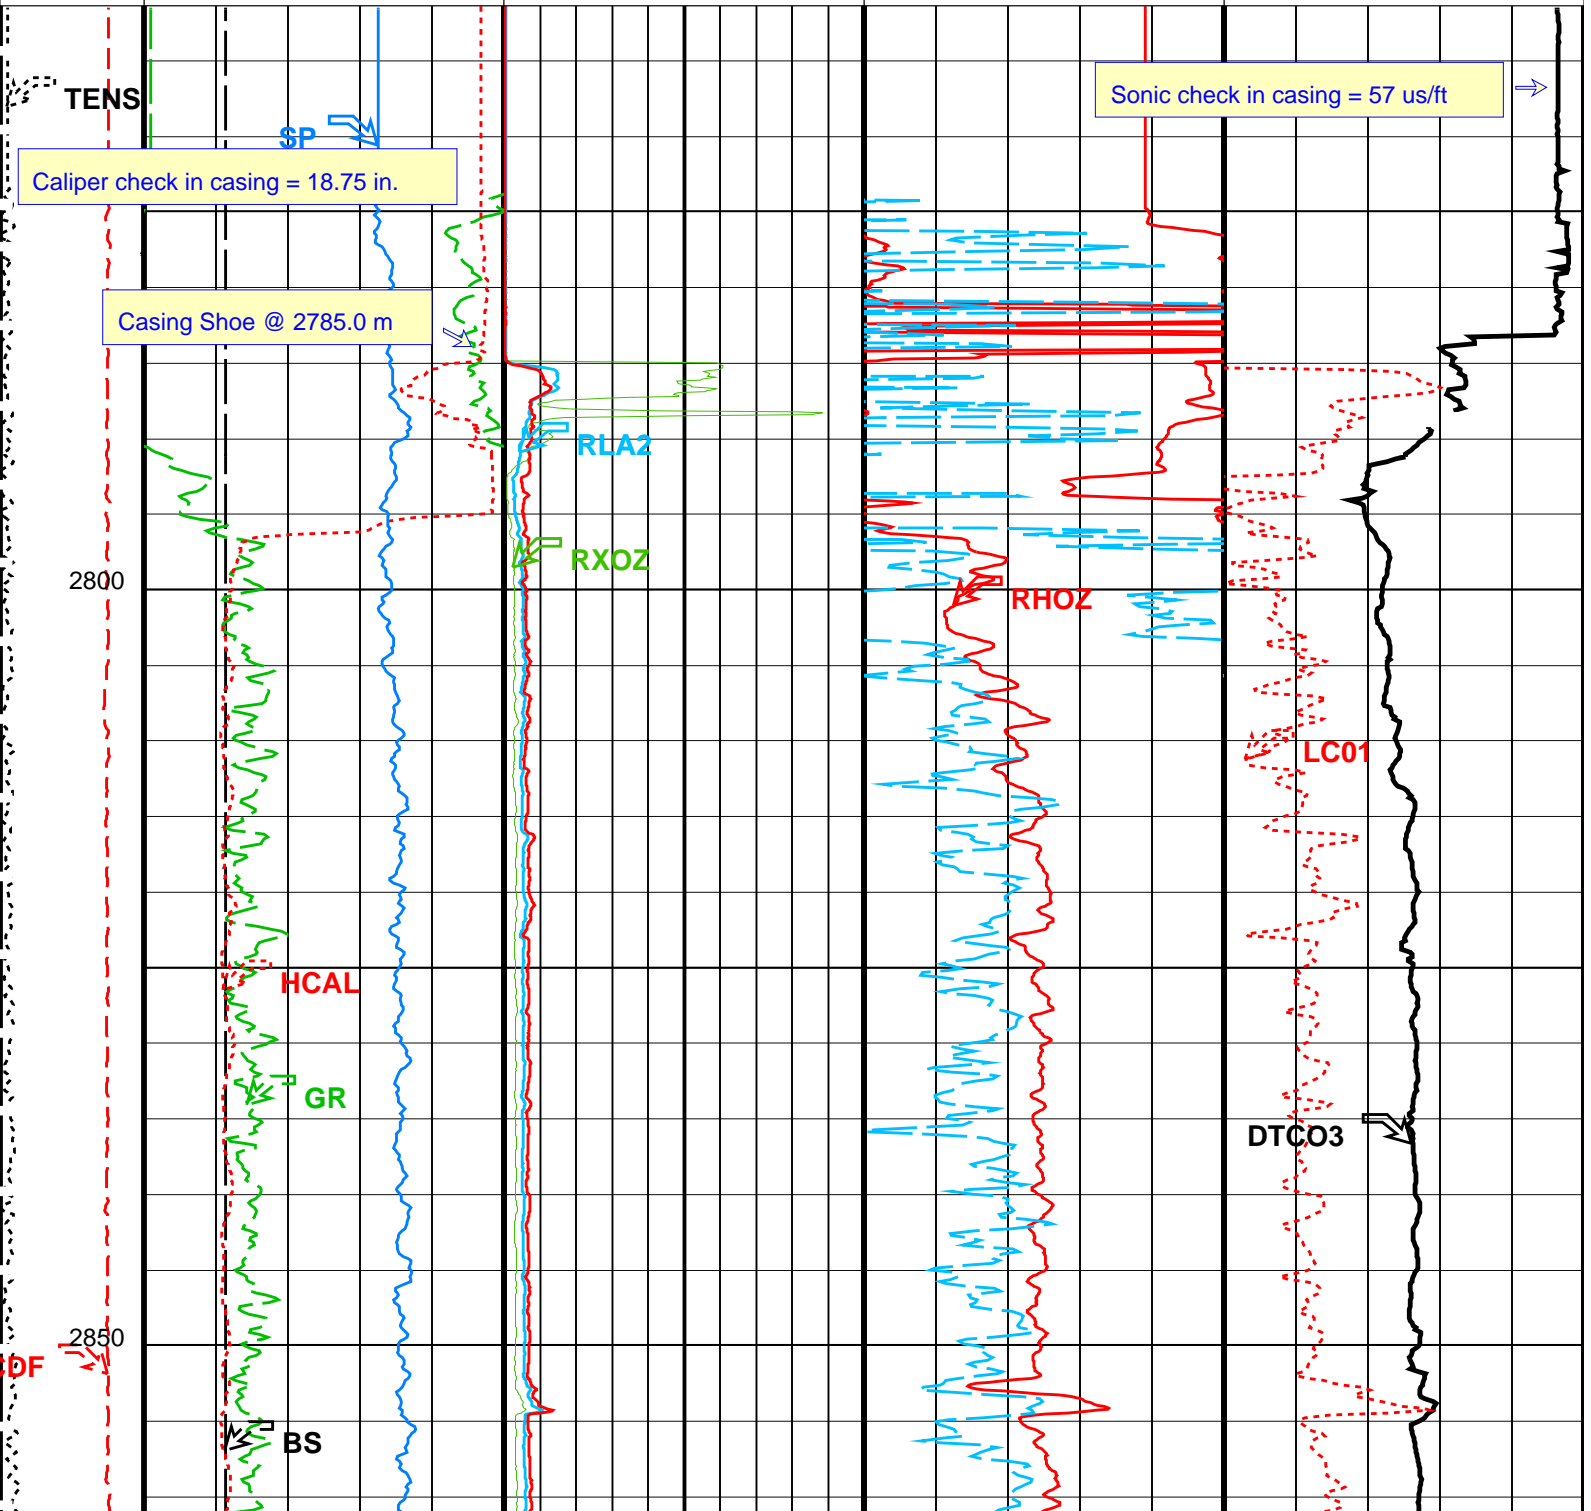 Sonic check in casing = 57 us/ft
TENS
SP
Caliper check in casing = 18.75 in.
Casing Shoe @ 2785.0 m
RLA2
RXOZ
2800
RHOZ
LC01
HCAL
GR
DTCO3
2850
DF
BS